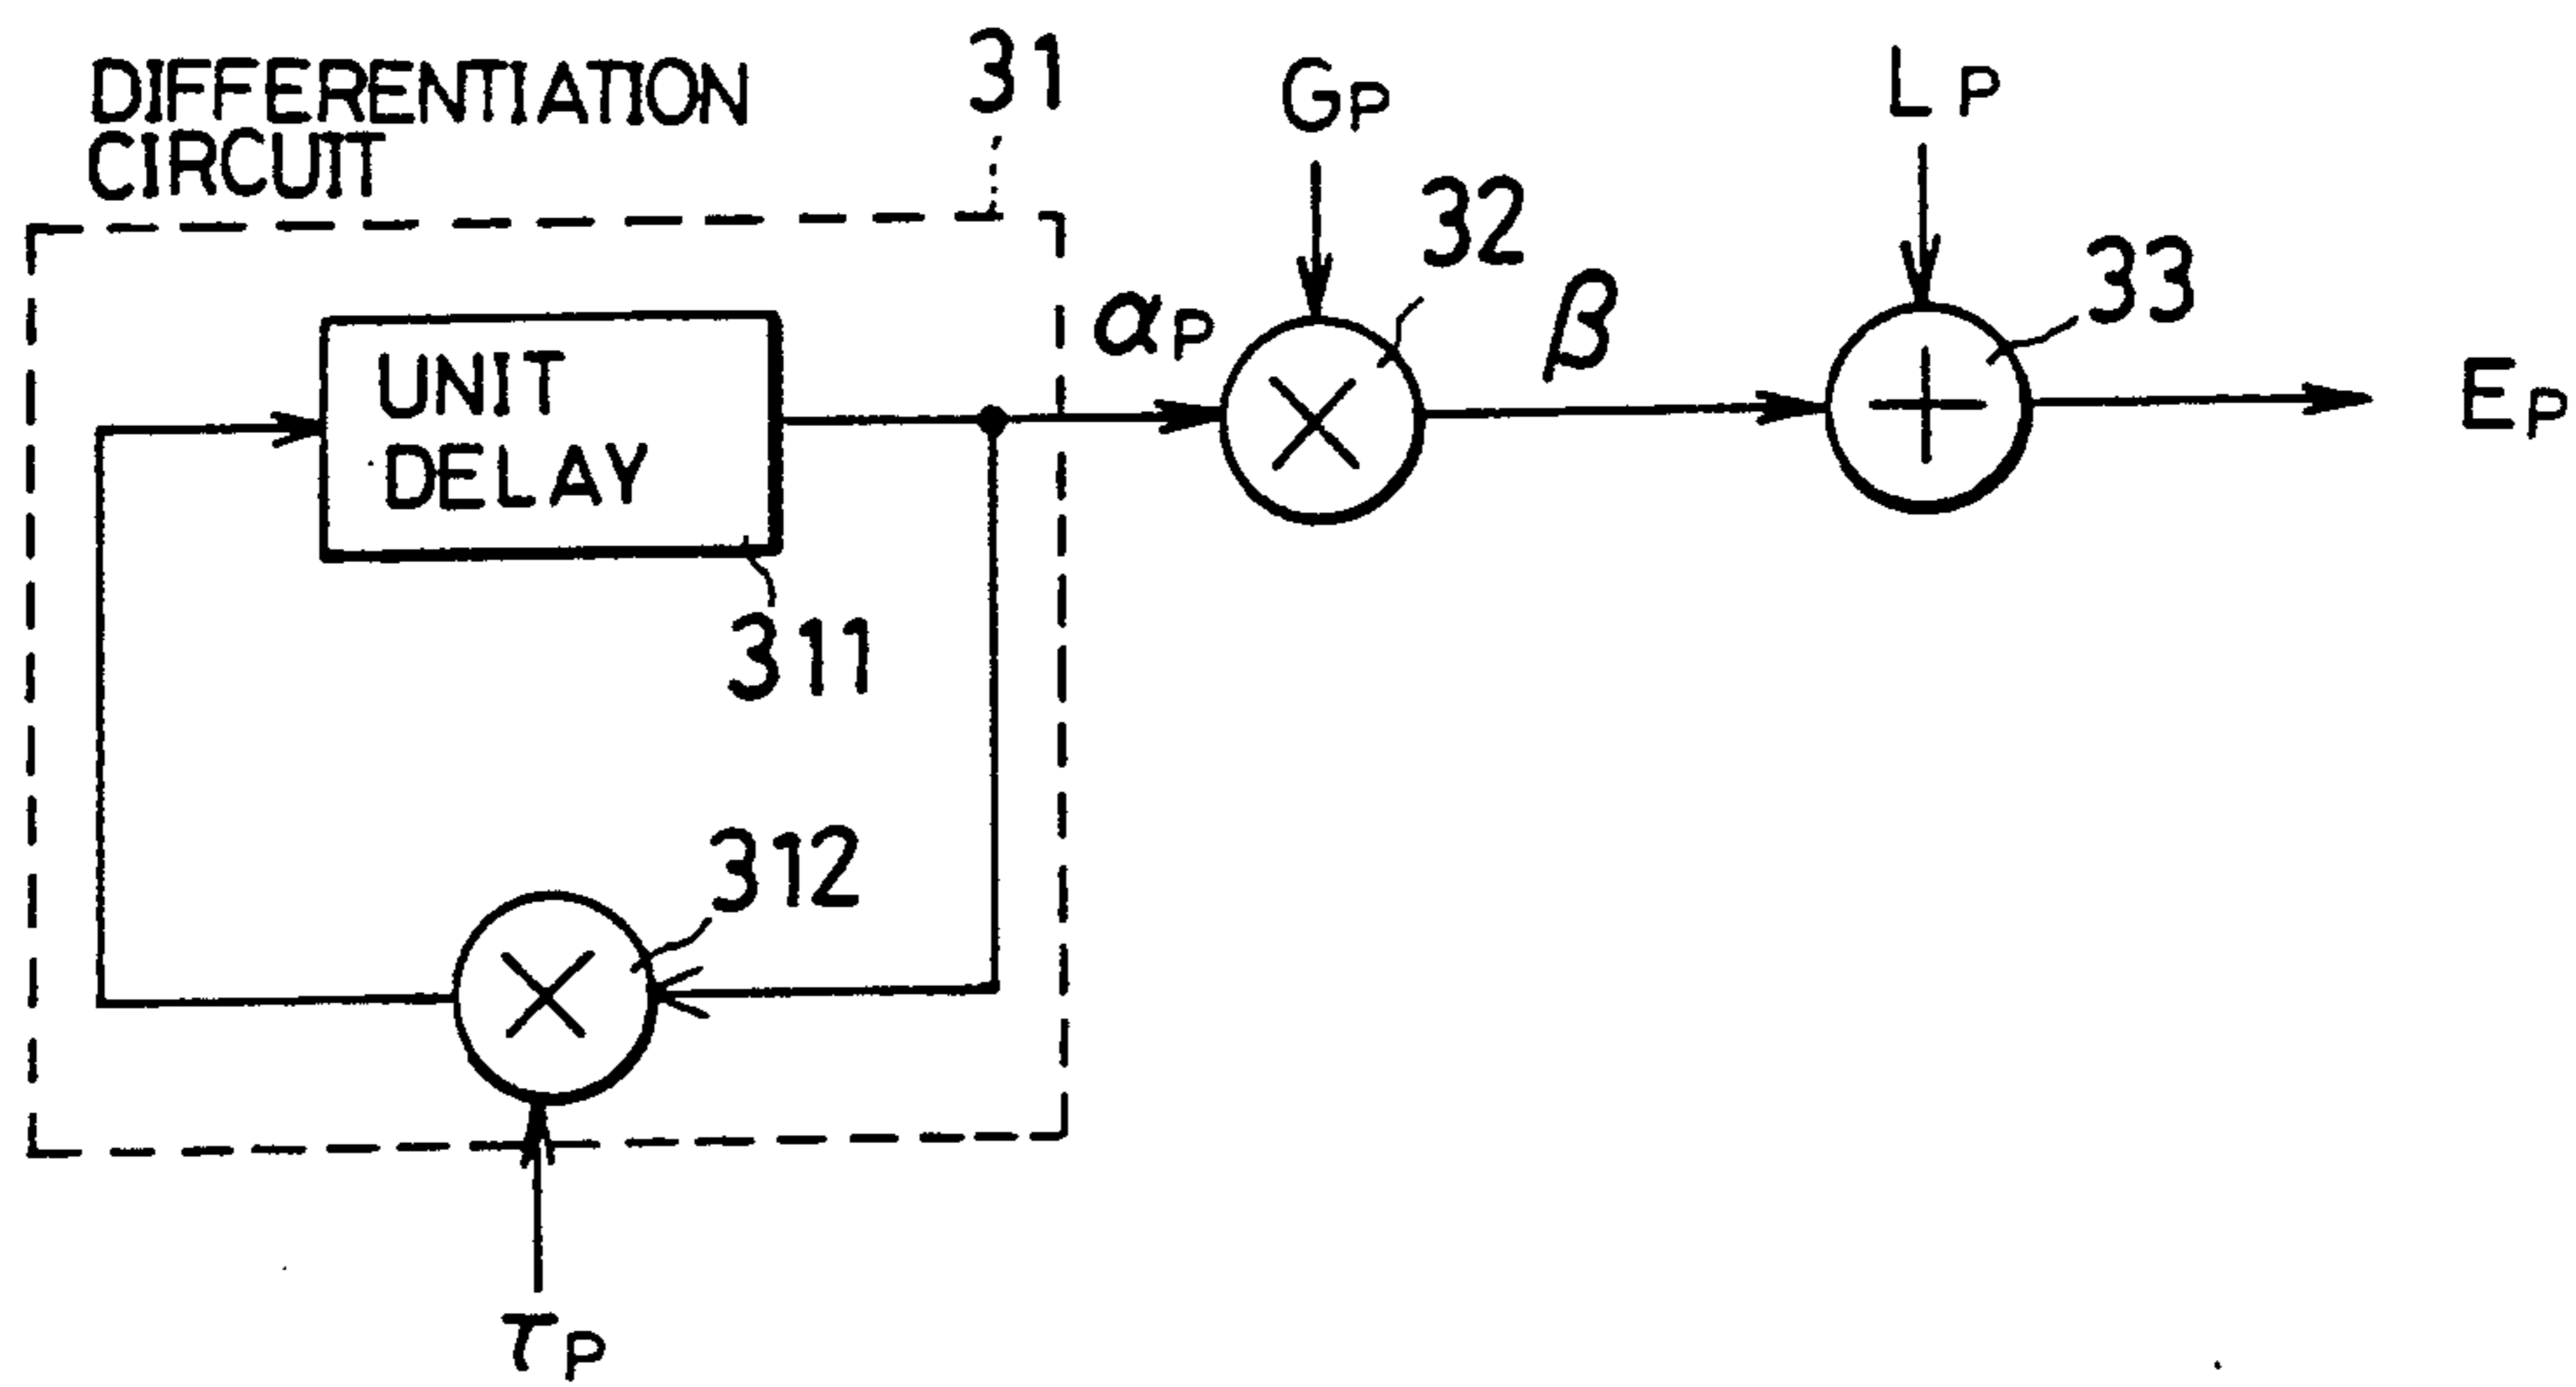 DIFFERENTIATION
CIRCUIT
31
GP
LP
32
33
αP
β
EP
UNIT
DELAY
311
312
τP